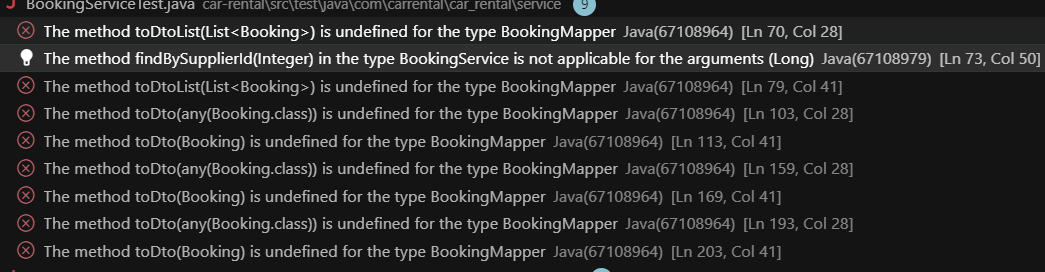 BookingServiceTest.java car-rental\src\test\java\com\carrental\car_rental\service 9
The method toDtoList(List<Booking>) is undefined for the type BookingMapper Java(67108964) [Ln 70, Col 28]
The method findBySupplierId(Integer) in the type BookingService is not applicable for the arguments (Long) Java(67108979) [Ln 73, Col 50]
The method toDtoList(List<Booking>) is undefined for the type BookingMapper Java(67108964) [Ln 79, Col 41]
The method toDto(any(Booking.class)) is undefined for the type BookingMapper Java(67108964) [Ln 103, Col 28]
The method toDto(Booking) is undefined for the type BookingMapper Java(67108964) [Ln 113, Col 41]
The method toDto(any(Booking.class)) is undefined for the type BookingMapper Java(67108964) [Ln 159, Col 28]
The method toDto(Booking) is undefined for the type BookingMapper Java(67108964) [Ln 169, Col 41]
The method toDto(any(Booking.class)) is undefined for the type BookingMapper Java(67108964) [Ln 193, Col 28]
The method toDto(Booking) is undefined for the type BookingMapper Java(67108964) [Ln 203, Col 41]